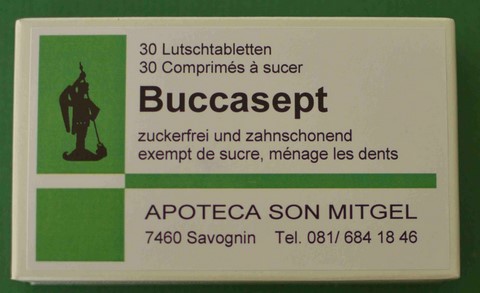 30 Lutschtabletten
30 Comprimés à sucer
Buccasept
zuckerfrei und zahnschonend
exempt de sucre, ménage les dents
APOTECA SON MITGEL
7460 Savognin Tel. 081/ 684 18 46